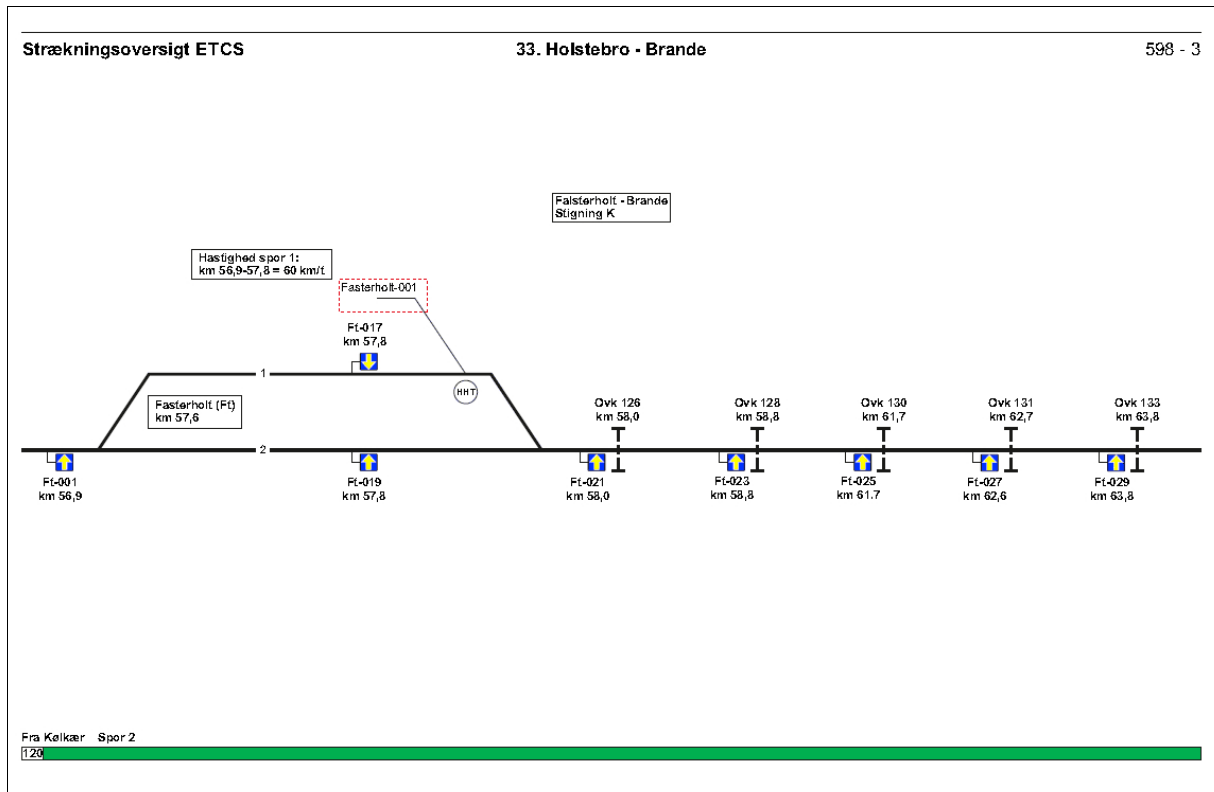 Strækningsoversigt ETCS
33. Holstebro - Brande
598 - 3
Falsterholt - Brande
Stigning K
Hastighed spor 1:
km 56,9-57,8 = 60 km/t
Fasterholt-001
Ft-017
km 57,8
1
HHT
Fasterholt (Ft)
km 57,6
Ovk 126
km 58,0
Ovk 128
km 58,8
Ovk 130
km 61,7
Ovk 131
km 62,7
Ovk 133
km 63,8
2
Ft-001
km 56,9
Ft-019
km 57,8
Ft-021
km 58,0
Ft-023
km 58,8
Ft-025
km 61.7
Ft-027
km 62,6
Ft-029
km 63,8
Fra Kølkær Spor 2
120